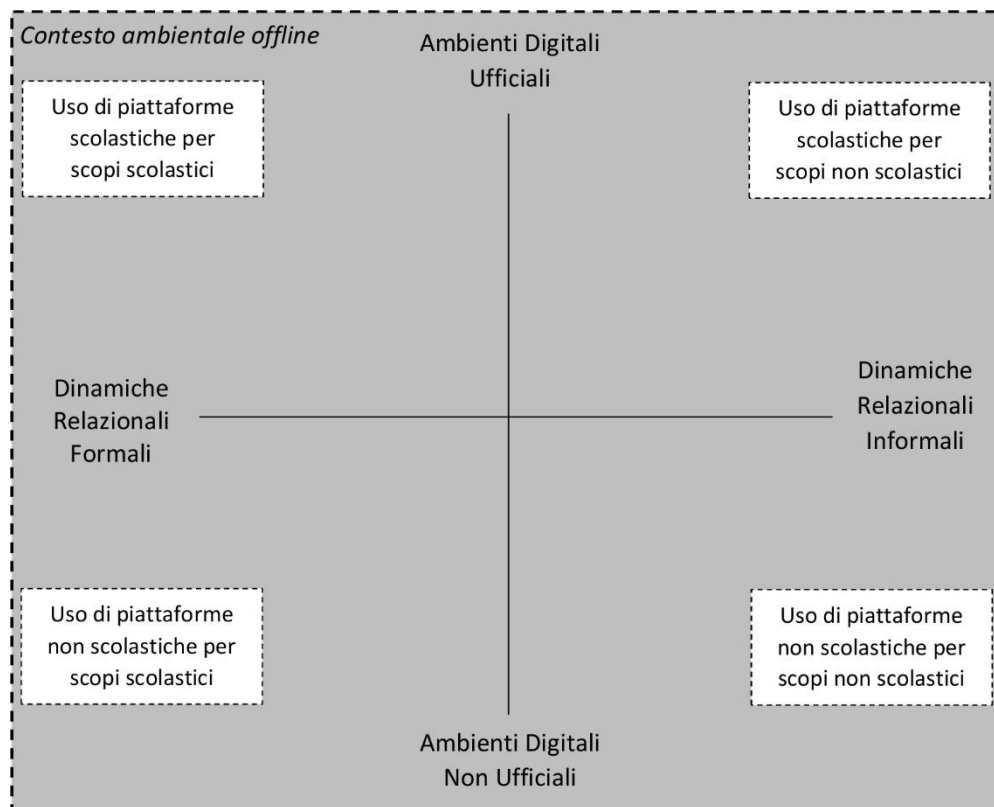 Contesto ambientale offline
Ambienti Digitali
Ufficiali
Uso di piattaforme
scolastiche per
scopi scolastici
Uso di piattaforme
scolastiche per
scopi non scolastici
Dinamiche
Relazionali
Formali
Dinamiche
Relazionali
Informali
Uso di piattaforme
non scolastiche per
scopi scolastici
Uso di piattaforme
non scolastiche per
scopi non scolastici
Ambienti Digitali
Non Ufficiali